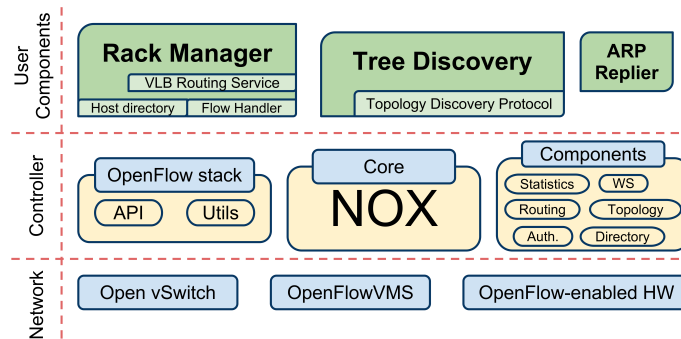 User
Components
Rack Manager
VLB Routing Service
Host directory
Flow Handler
Tree Discovery
Topology Discovery Protocol
ARP
Replier
Controller
OpenFlow stack
API
Utils
Core
NOX
Components
Statistics
WS
Routing
Topology
Auth.
Directory
Network
Open vSwitch
OpenFlowVMS
OpenFlow-enabled HW